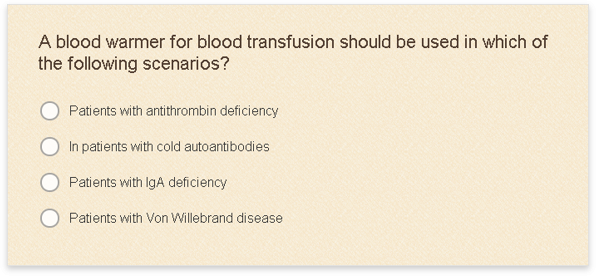 A blood warmer for blood transfusion should be used in which of
the following scenarios?
Patients with antithrombin deficiency
In patients with cold autoantibodies
Patients with IgA deficiency
Patients with Von Willebrand disease